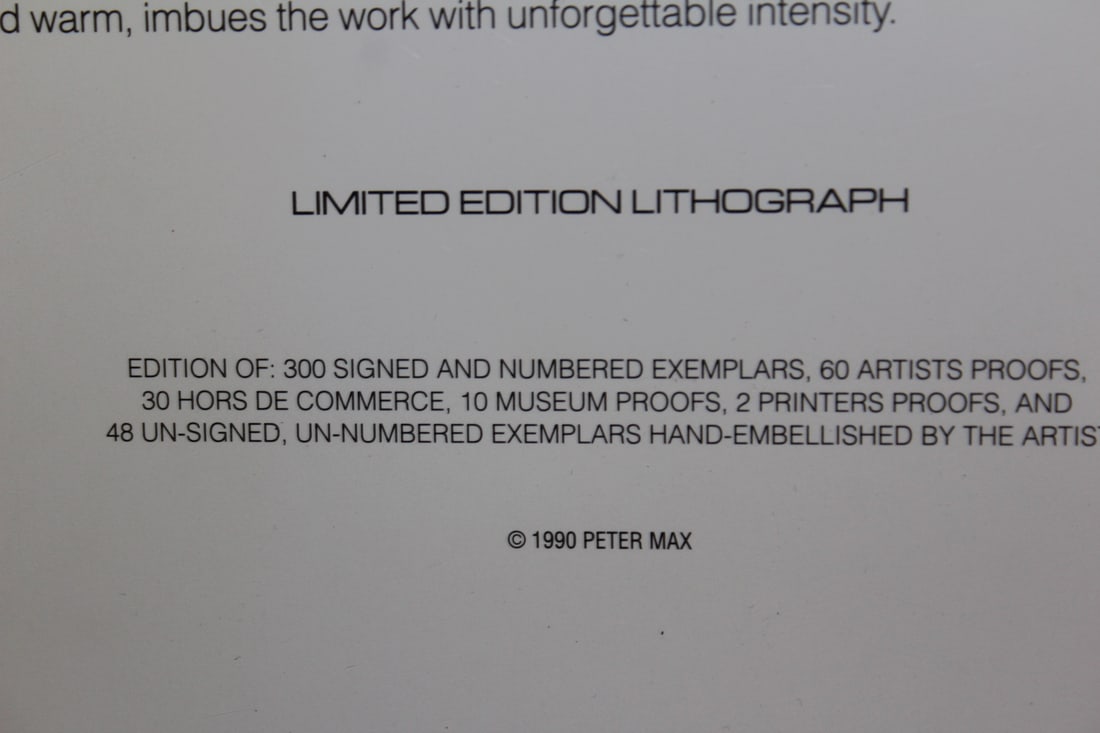 d warm, imbues the work with unforgettable intensity.
LIMITED EDITION LITHOGRAPH
EDITION OF: 300 SIGNED AND NUMBERED EXEMPLARS, 60 ARTISTS PROOFS,
30 HORS DE COMMERCE, 10 MUSEUM PROOFS, 2 PRINTERS PROOFS, AND
48 UN-SIGNED, UN-NUMBERED EXEMPLARS HAND-EMBELLISHED BY THE ARTIST
© 1990 PETER MAX